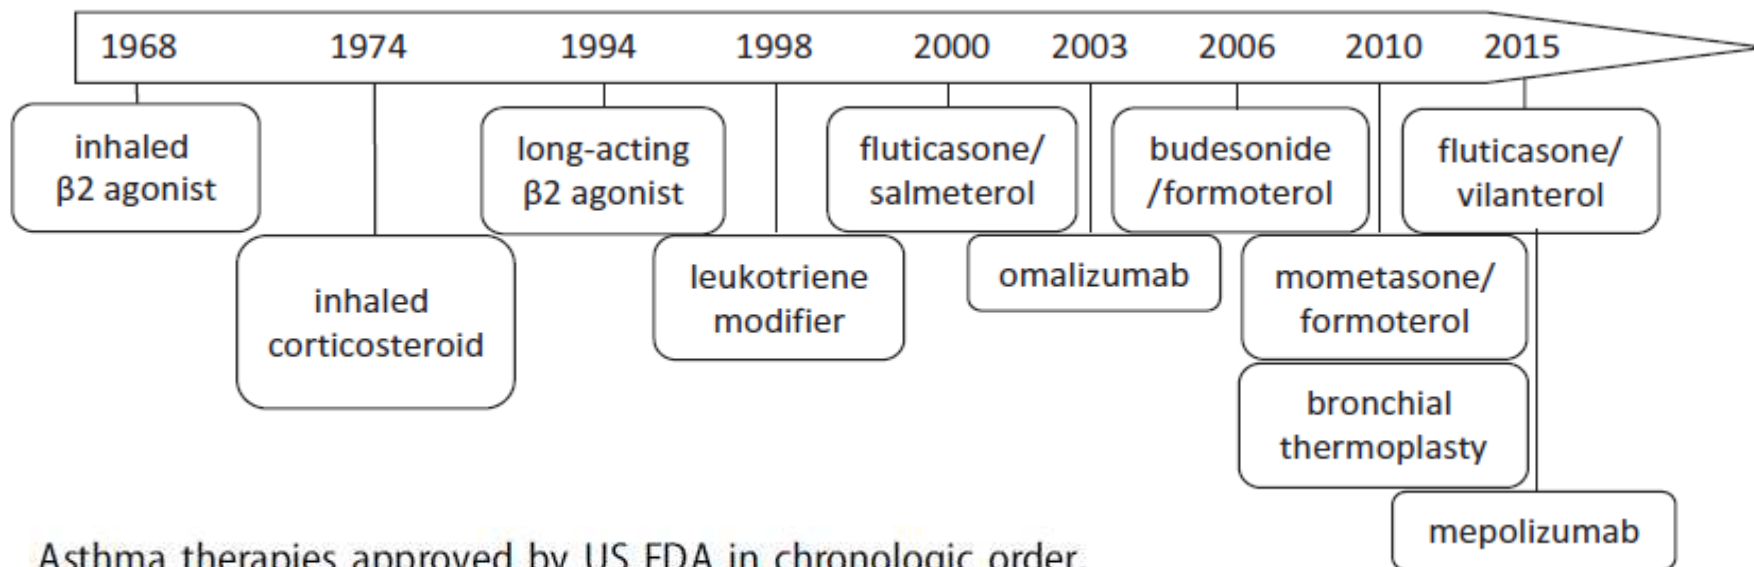 1968 1974 1994 1998 2000 2003 2006 2010 2015
inhaled
β2 agonist
inhaled
corticosteroid
long-acting
β2 agonist
leukotriene
modifier
fluticasone/
salmeterol
omalizumab
budesonide
/formoterol
mometasone/
formoterol
bronchial
thermoplasty
fluticasone/
vilanterol
mepolizumab
Asthma therapies approved by US FDA in chronologic order.